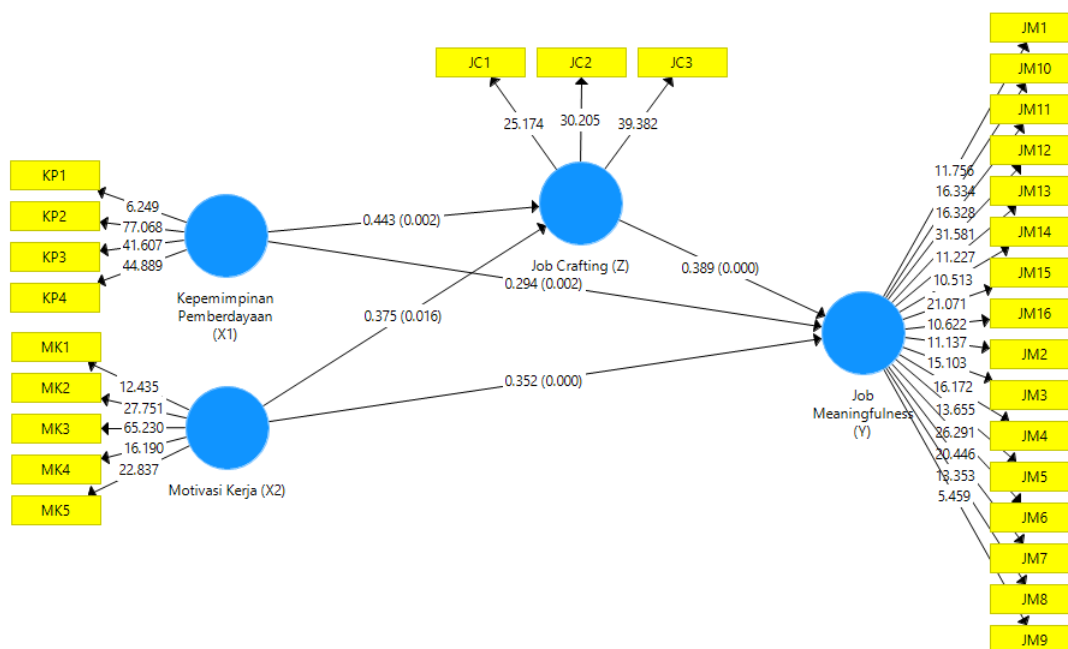 JC1
JC2
JC3
25.174
30.205
39.382
KP1
KP2
KP3
KP4
6.249
77.068
41.607
44.889
Kepemimpinan
Pemberdayaan
(X1)
MK1
MK2
MK3
MK4
MK5
12.435
27.751
65.230
16.190
22.837
Motivasi Kerja (X2)
0.443 (0.002)
Job Crafting (Z)
0.294 (0.002)
0.375 (0.016)
0.389 (0.000)
0.352 (0.000)
Job
Meaningfulness
(Y)
11.756
16.334
16.328
31.581
11.227
10.513
21.071
10.622
11.137
15.103
16.172
13.655
26.291
20.446
13.353
5.459
JM1
JM10
JM11
JM12
JM13
JM14
JM15
JM16
JM2
JM3
JM4
JM5
JM6
JM7
JM8
JM9